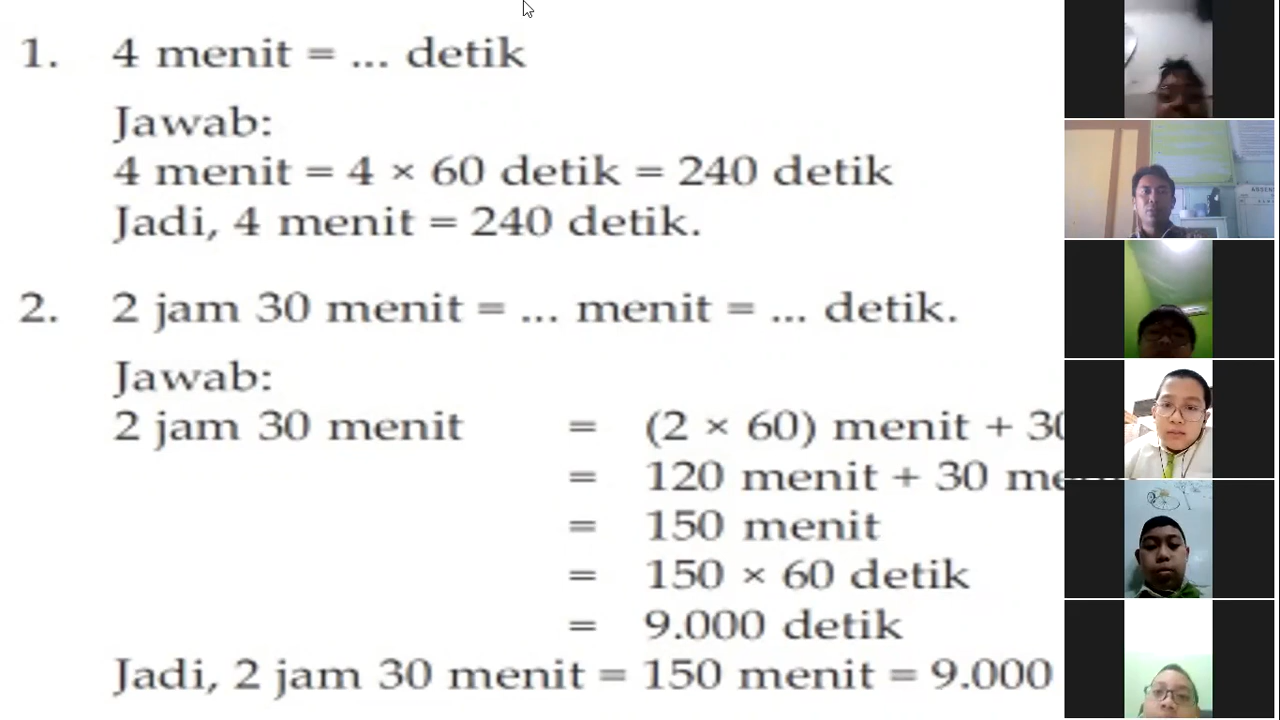 1. 4 menit = ... detik
Jawab:
4 menit = 4 × 60 detik = 240 detik
Jadi, 4 menit = 240 detik.
2. 2 jam 30 menit = ... menit = ... detik.
Jawab:
2 jam 30 menit = (2 × 60) menit + 30
= 120 menit + 30
= 150 menit
= 150 × 60 detik
= 9.000 detik
Jadi, 2 jam 30 menit = 150 menit = 9.000